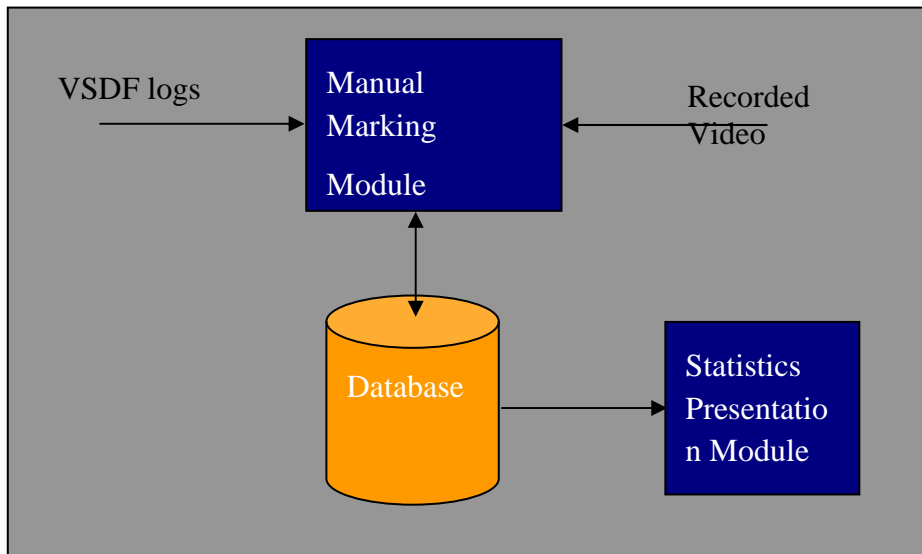 VSDF logs
Manual
Marking
Module
Recorded
Video
Database
Statistics
Presentatio
n Module